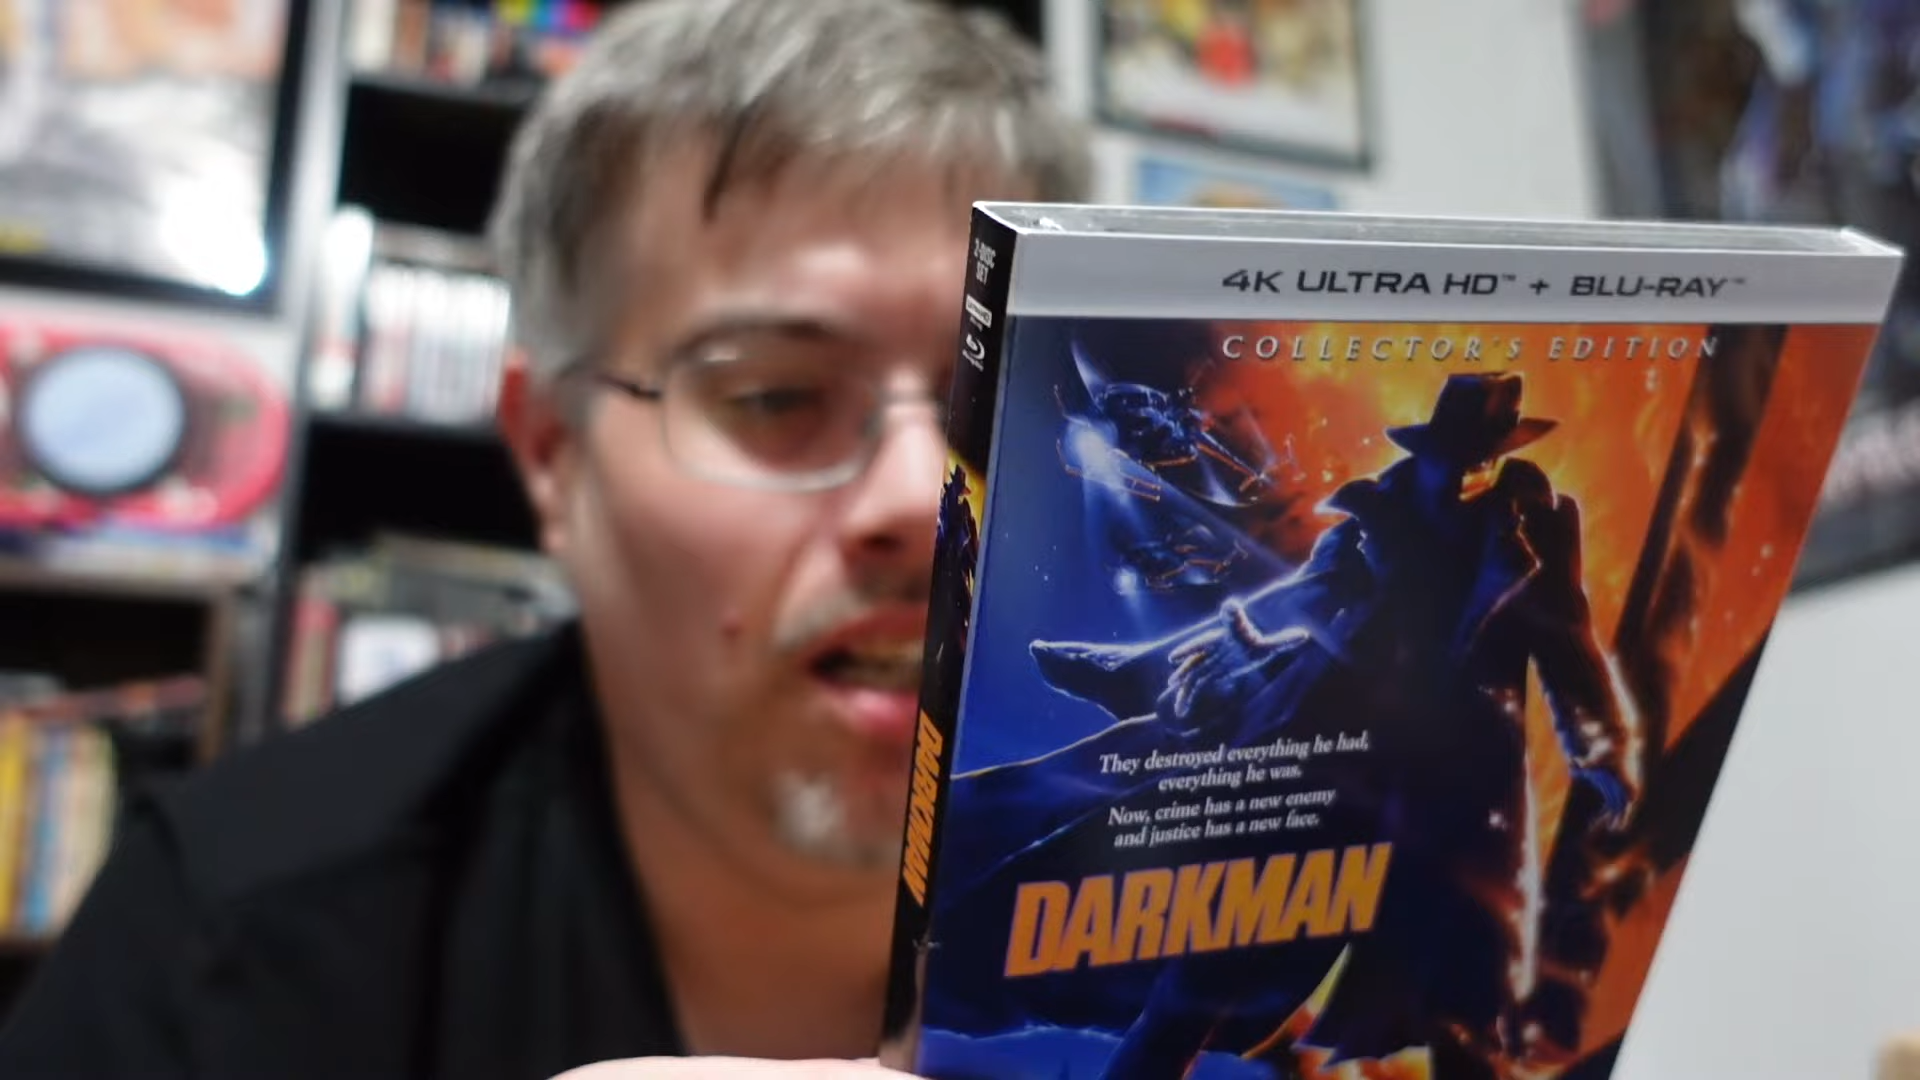 2-DISC
SET
4K ULTRA HD™ + BLU-RAY™
COLLECTOR'S EDITION
They destroyed everything he had,
everything he was.
Now, crime has a new enemy
and justice has a new face.
DARKMAN
DARKMAN